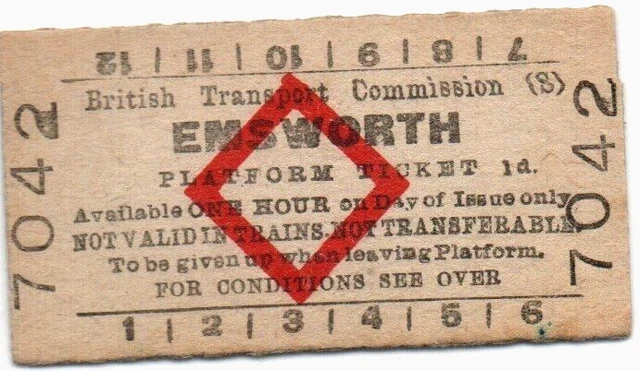 12 | 11 | 10 | 9 | 8 | 7
British Transport Commission (S)
EMSWORTH
PLATFORM TICKET 1d.
Available ONE HOUR on Day of Issue only
NOT VALID IN TRAINS. NOT TRANSFERABLE.
To be given up when leaving Platform.
FOR CONDITIONS SEE OVER
1 | 2 | 3 | 4 | 5 | 6
7042
7042